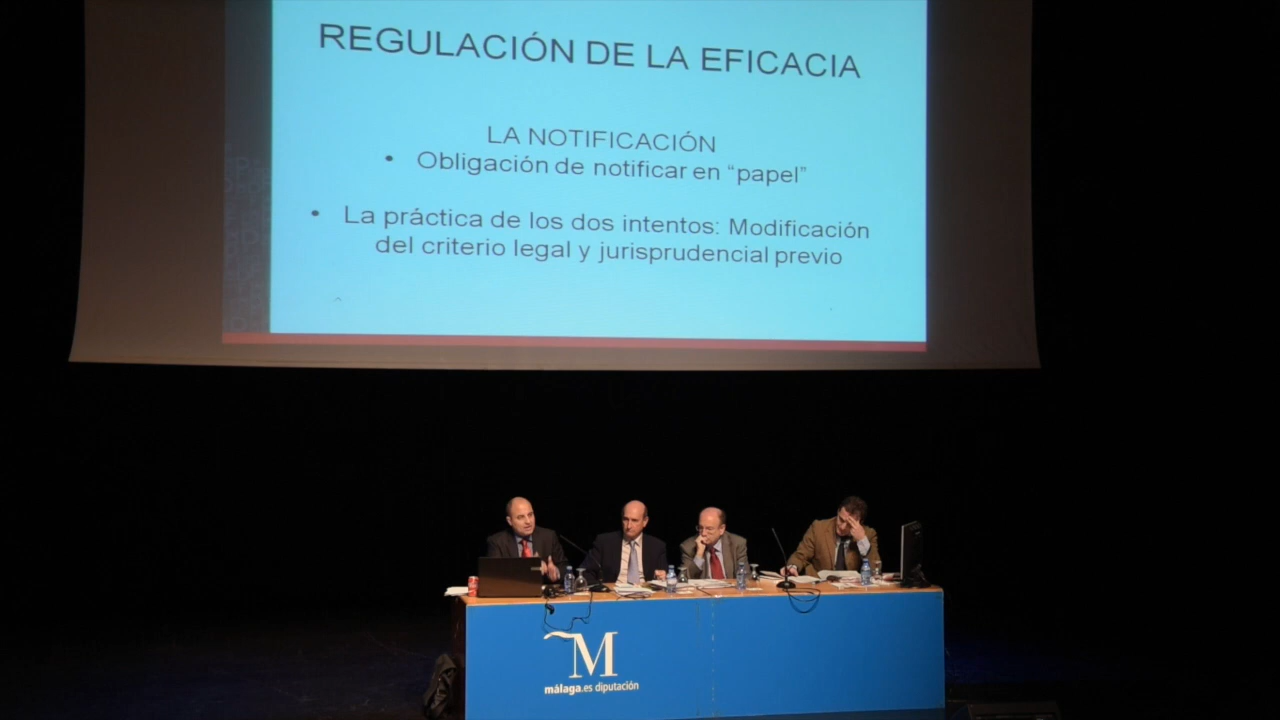 REGULACIÓN DE LA EFICACIA
LA NOTIFICACIÓN
• Obligación de notificar en “papel”
• La práctica de los dos intentos: Modificación
del criterio legal y jurisprudencial previo
M
málaga.es diputación